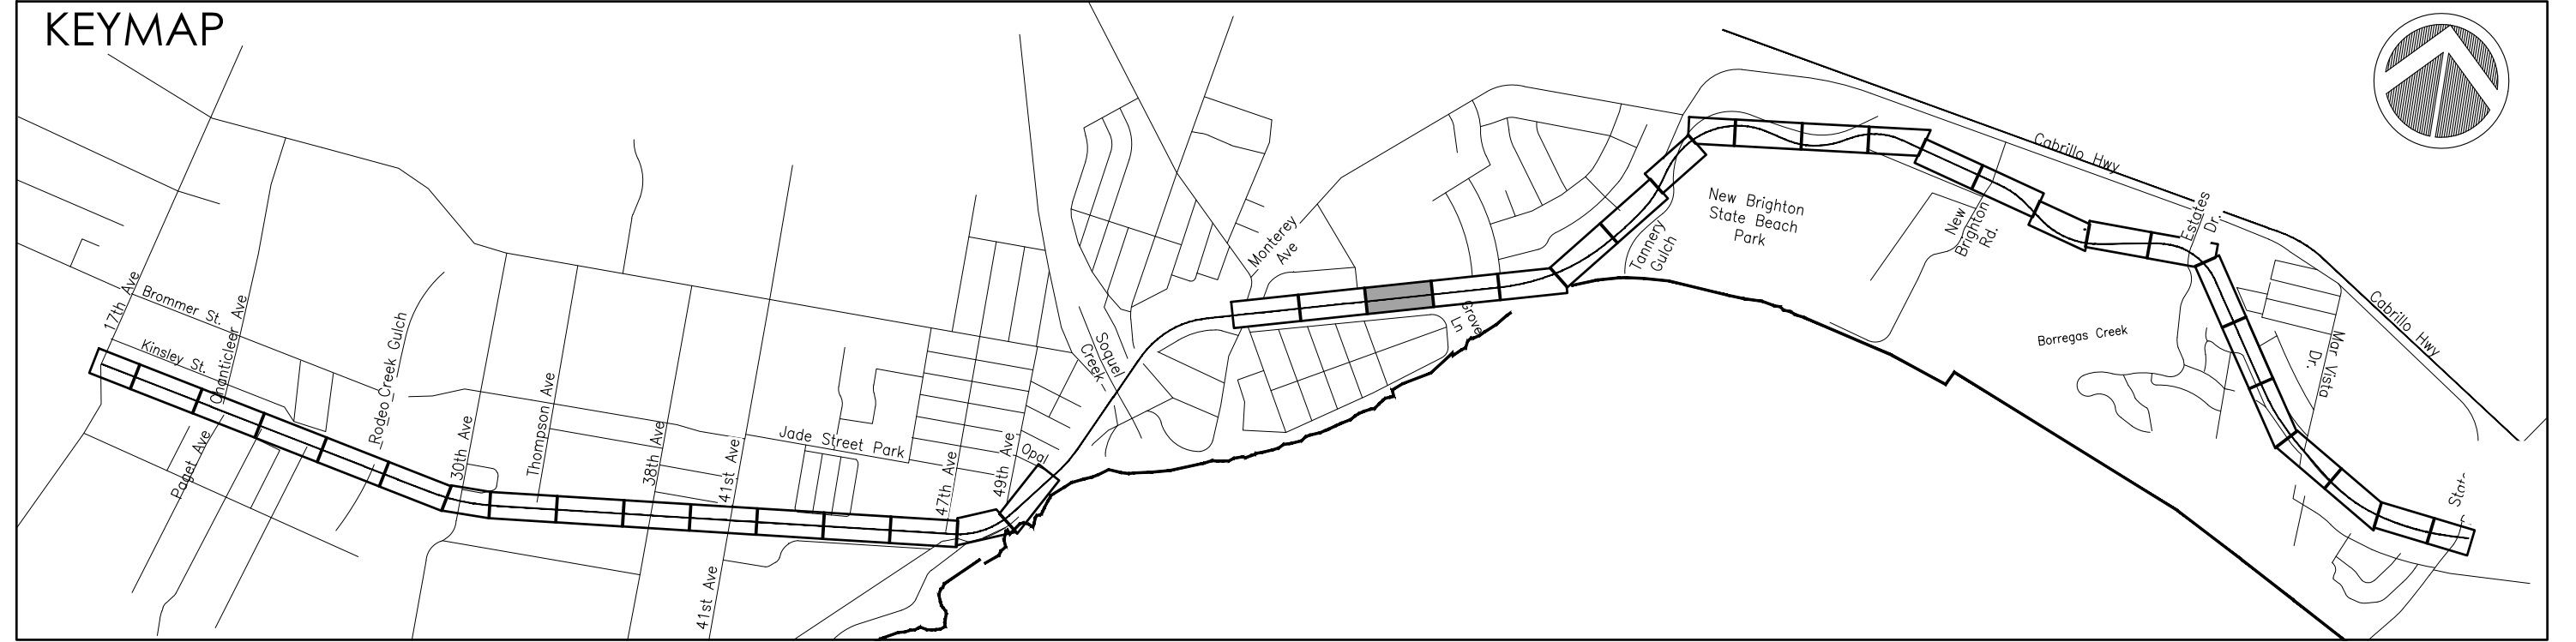 KEYMAP
17th Ave
Brommer St.
Kinsley St.
Chanticleer Ave
Paget Ave
Rodeo Creek Gulch
30th Ave
Thompson Ave
38th Ave
41st Ave
41st Ave
Jade Street Park
47th Ave
49th Ave
Opal
Soquel
Creek
Monterey
Ave
Grove
Ln
Tannery
Gulch
New Brighton
State Beach
Park
New
Brighton
Rd.
Cabrillo Hwy
Estates
Dr.
Borregas Creek
Mar Vista
Dr.
Cabrillo Hwy